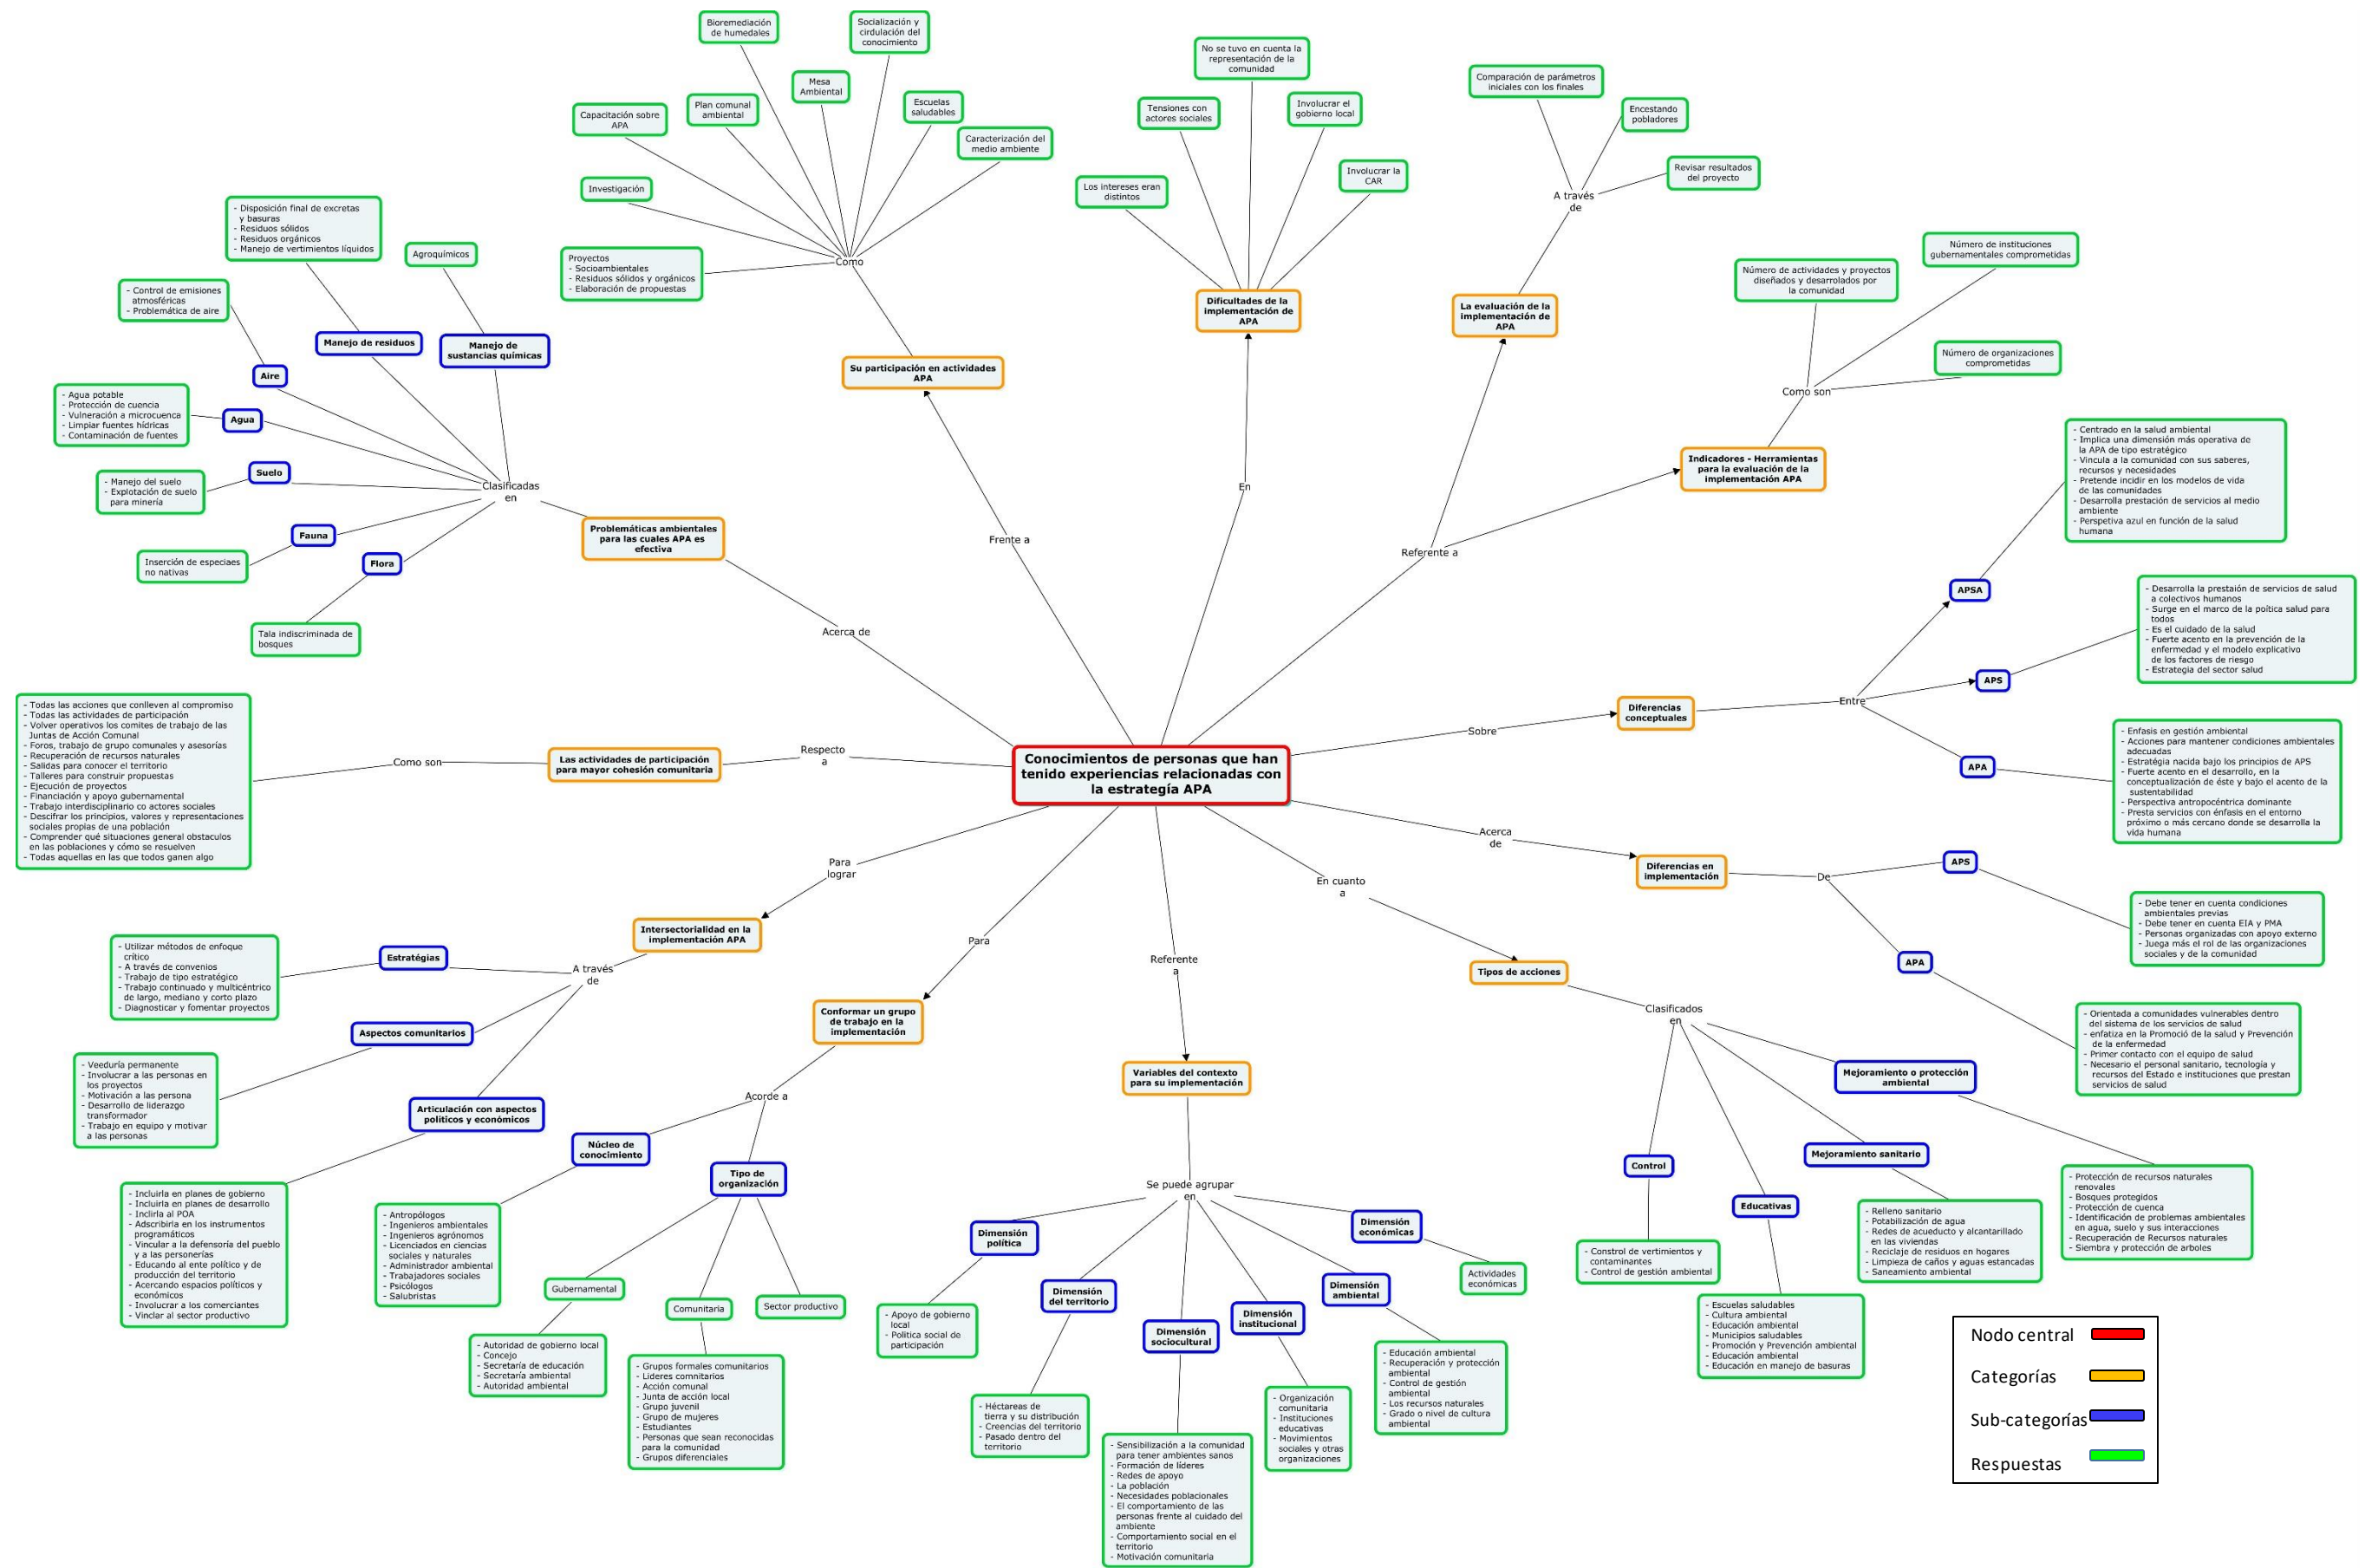 Bioremediación
de humedales
Socialización y
cirdulación del
conocimiento
Mesa
Ambiental
Plan comunal
ambiental
Escuelas
saludables
Capacitación sobre
APA
Caracterización del
medio ambiente
Investigación
Proyectos
- Socioambientales
- Residuos sólidos y orgánicos
- Elaboración de propuestas
Como
Su participación en actividades
APA
No se tuvo en cuenta la
representación de la
comunidad
Tensiones con
actores sociales
Involucrar el
gobierno local
Los intereses eran
distintos
Involucrar la
CAR
Dificultades de la
implementación de
APA
Comparación de parámetros
iniciales con los finales
Encestando
pobladores
Revisar resultados
del proyecto
A través
de
La evaluación de la
implementación de
APA
Número de instituciones
gubernamentales comprometidas
Número de actividades y proyectos
diseñados y desarrolados por
la comunidad
Número de organizaciones
comprometidas
Como son
Indicadores - Herramientas
para la evaluación de la
implementación APA
- Disposición final de excretas
y basuras
- Residuos sólidos
- Residuos orgánicos
- Manejo de vertimientos líquidos
Agroquímicos
- Control de emisiones
atmosféricas
- Problemática de aire
Manejo de residuos
Manejo de
sustancias químicas
Aire
- Agua potable
- Protección de cuencia
- Vulneración a microcuenca
- Limpiar fuentes hídricas
- Contaminación de fuentes
Agua
Suelo
- Manejo del suelo
- Explotación de suelo
para minería
Clasificadas
en
Fauna
Inserción de especiaes
no nativas
Flora
Tala indiscriminada de
bosques
Problemáticas ambientales
para las cuales APA es
efectiva
Acerca de
Frente a
En
Referente a
- Centrado en la salud ambiental
- Implica una dimensión más operativa de
la APA de tipo estratégico
- Vincula a la comunidad con sus saberes,
recursos y necesidades
- Pretende incidir en los modelos de vida
de las comunidades
- Desarrolla prestación de servicios al medio
ambiente
- Perspetiva azul en función de la salud
humana
APSA
- Desarrolla la prestaión de servicios de salud
a colectivos humanos
- Surge en el marco de la poítica salud para
todos
- Es el cuidado de la salud
- Fuerte acento en la prevención de la
enfermedad y el modelo explicativo
de los factores de riesgo
- Estrategia del sector salud
APS
Entre
Diferencias
conceptuales
Sobre
APA
- Enfasis en gestión ambiental
- Acciones para mantener condiciones ambientales
adecuadas
- Estratégia nacida bajo los principios de APS
- Fuerte acento en el desarrollo, en la
conceptualización de éste y bajo el acento de la
sustentabilidad
- Perspectiva antropocéntrica dominante
- Presta servicios con énfasis en el entorno
próximo o más cercano donde se desarrolla la
vida humana
- Todas las acciones que conlleven al compromiso
- Todas las actividades de participación
- Volver operativos los comites de trabajo de las
Juntas de Acción Comunal
- Foros, trabajo de grupo comunales y asesorías
- Recuperación de recursos naturales
- Salidas para conocer el territorio
- Talleres para construir propuestas
- Ejecución de proyectos
- Financiación y apoyo gubernamental
- Trabajo interdisciplinario co actores sociales
- Descifrar los principios, valores y representaciones
sociales propias de una población
- Comprender qué situaciones general obstaculos
en las poblaciones y cómo se resuelven
- Todas aquellas en las que todos ganen algo
Como son
Las actividades de participación
para mayor cohesión comunitaria
Respecto
a
Conocimientos de personas que han
tenido experiencias relacionadas con
la estrategía APA
Acerca
de
Diferencias en
implementación
De
APS
- Debe tener en cuenta condiciones
ambientales previas
- Debe tener en cuenta EIA y PMA
- Personas organizadas con apoyo externo
- Juega más el rol de las organizaciones
sociales y de la comunidad
APA
- Orientada a comunidades vulnerables dentro
del sistema de los servicios de salud
- enfatiza en la Promoció de la salud y Prevención
de la enfermedad
- Primer contacto con el equipo de salud
- Necesario el personal sanitario, tecnología y
recursos del Estado e instituciones que prestan
servicios de salud
Para
lograr
Intersectorialidad en la
implementación APA
A través
de
Estratégias
- Utilizar métodos de enfoque
crítico
- A través de convenios
- Trabajo de tipo estratégico
- Trabajo continuado y multicéntrico
de largo, mediano y corto plazo
- Diagnosticar y fomentar proyectos
Aspectos comunitarios
- Veeduría permanente
- Involucrar a las personas en
los proyectos
- Motivación a las persona
- Desarrollo de liderazgo
transformador
- Trabajo en equipo y motivar
a las personas
Articulación con aspectos
políticos y económicos
- Incluirla en planes de gobierno
- Incluirla en planes de desarrollo
- Inclirla al POA
- Adscribirla en los instrumentos
programáticos
- Vincular a la defensoría del pueblo
y a las personerías
- Educando al ente político y de
producción del territorio
- Acercando espacios políticos y
económicos
- Involucrar a los comerciantes
- Vinclar al sector productivo
Para
Conformar un grupo
de trabajo en la
implementación
Acorde a
Núcleo de
conocimiento
- Antropólogos
- Ingenieros ambientales
- Ingenieros agrónomos
- Licenciados en ciencias
sociales y naturales
- Administrador ambiental
- Trabajadores sociales
- Psicólogos
- Salubristas
Tipo de
organización
Gubernamental
Comunitaria
Sector productivo
- Autoridad de gobierno local
- Concejo
- Secretaría de educación
- Secretaría ambiental
- Autoridad ambiental
- Grupos formales comunitarios
- Lideres comnitarios
- Acción comunal
- Junta de acción local
- Grupo juvenil
- Grupo de mujeres
- Estudiantes
- Personas que sean reconocidas
para la comunidad
- Grupos diferenciales
Referente
a
Variables del contexto
para su implementación
Se puede agrupar
en
Dimensión
política
- Apoyo de gobierno
local
- Politica social de
participación
Dimensión
del territorio
- Héctareas de
tierra y su distribución
- Creencias del territorio
- Pasado dentro del
territorio
Dimensión
sociocultural
- Sensibilización a la comunidad
para tener ambientes sanos
- Formación de líderes
- Redes de apoyo
- La población
- Necesidades poblacionales
- El comportamiento de las
personas frente al cuidado del
ambiente
- Comportamiento social en el
territorio
- Motivación comunitaria
Dimensión
institucional
- Organización
comunitaria
- Instituciones
educativas
- Movimientos
sociales y otras
organizaciones
Dimensión
ambiental
- Educación ambiental
- Recuperación y protección
ambiental
- Control de gestión
ambiental
- Los recursos naturales
- Grado o nivel de cultura
ambiental
Dimensión
económicas
Actividades
económicas
En cuanto
a
Tipos de acciones
Clasificados
en
Control
- Constrol de vertimientos y
contaminantes
- Control de gestión ambiental
Educativas
- Escuelas saludables
- Cultura ambiental
- Educación ambiental
- Municipios saludables
- Promoción y Prevención ambiental
- Educación ambiental
- Educación en manejo de basuras
Mejoramiento sanitario
- Relleno sanitario
- Potabilización de agua
- Redes de acueducto y alcantarillado
en las viviendas
- Reciclaje de residuos en hogares
- Limpieza de caños y aguas estancadas
- Saneamiento ambiental
Mejoramiento o protección
ambiental
- Protección de recursos naturales
renovales
- Bosques protegidos
- Protección de cuenca
- Identificación de problemas ambientales
en agua, suelo y sus interacciones
- Recuperación de Recursos naturales
- Siembra y protección de arboles
Nodo central
Categorías
Sub-categorías
Respuestas